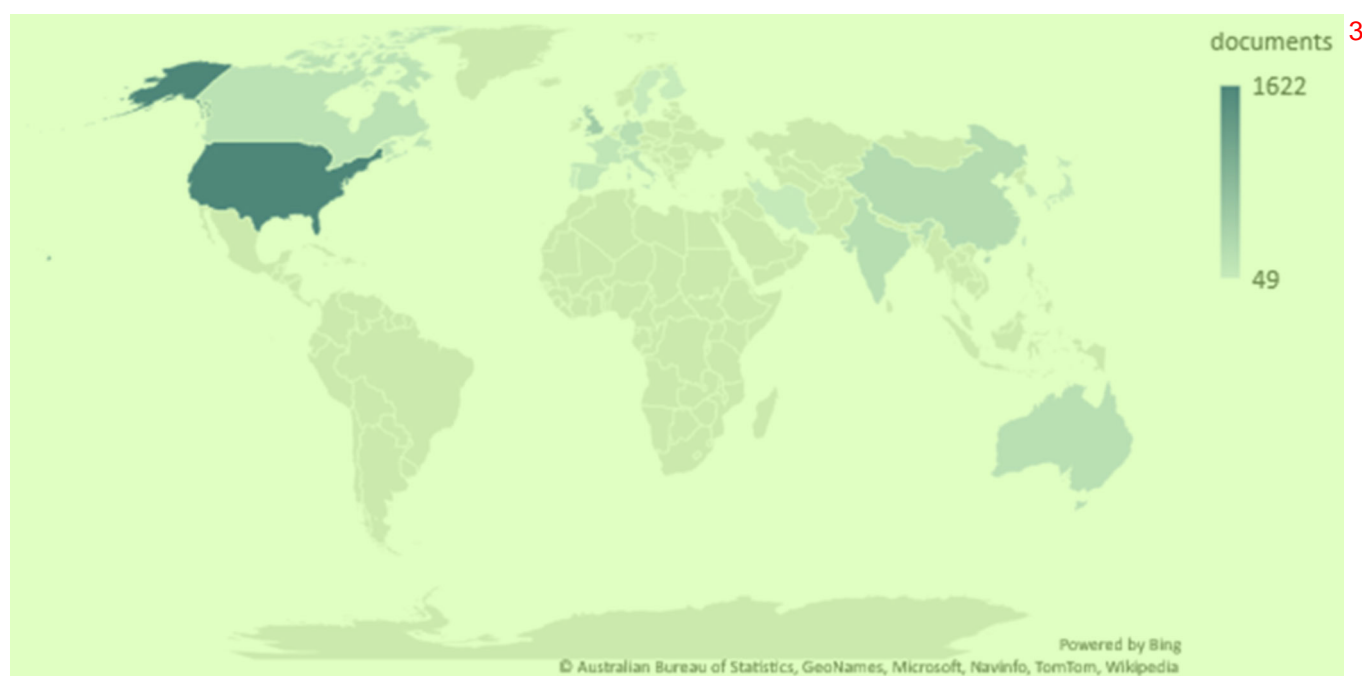 3
documents
1622
49
Powered by Bing
© Australian Bureau of Statistics, GeoNames, Microsoft, Navinfo, TomTom, Wikipedia